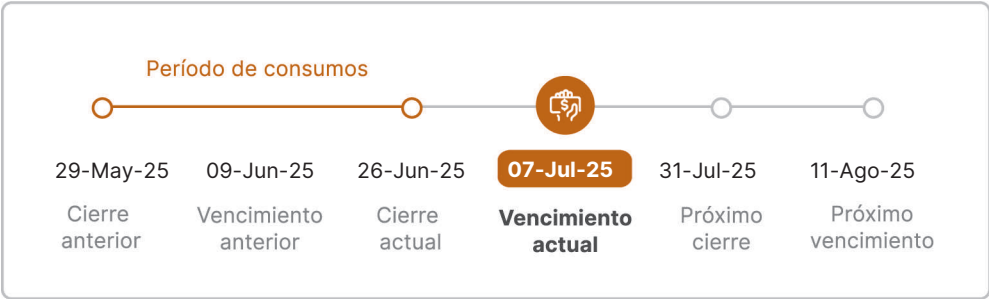 Período de consumos
$
29-May-25 09-Jun-25 26-Jun-25 07-Jul-25 31-Jul-25 11-Ago-25
Cierre Vencimiento Cierre Vencimiento Próximo Próximo
anterior anterior actual actual cierre vencimiento